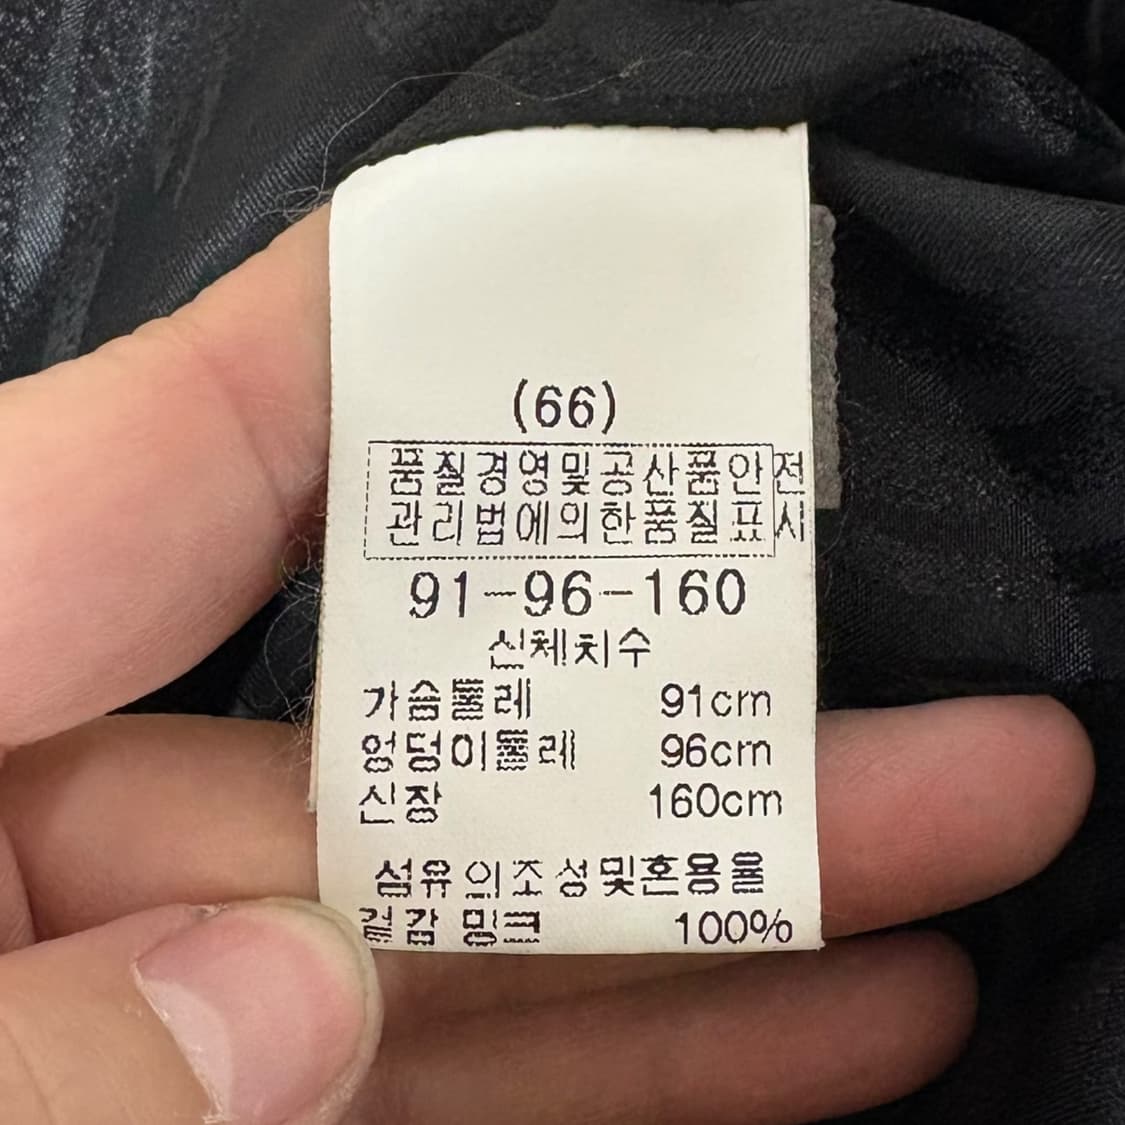 (66)
품질경영및공산품안전
관리법에의한품질표시
91-96-160
신체치수
가슴둘레 91cm
엉덩이둘레 96cm
신장 160cm
섬유의조성및혼용율
겉감 밍크 100%